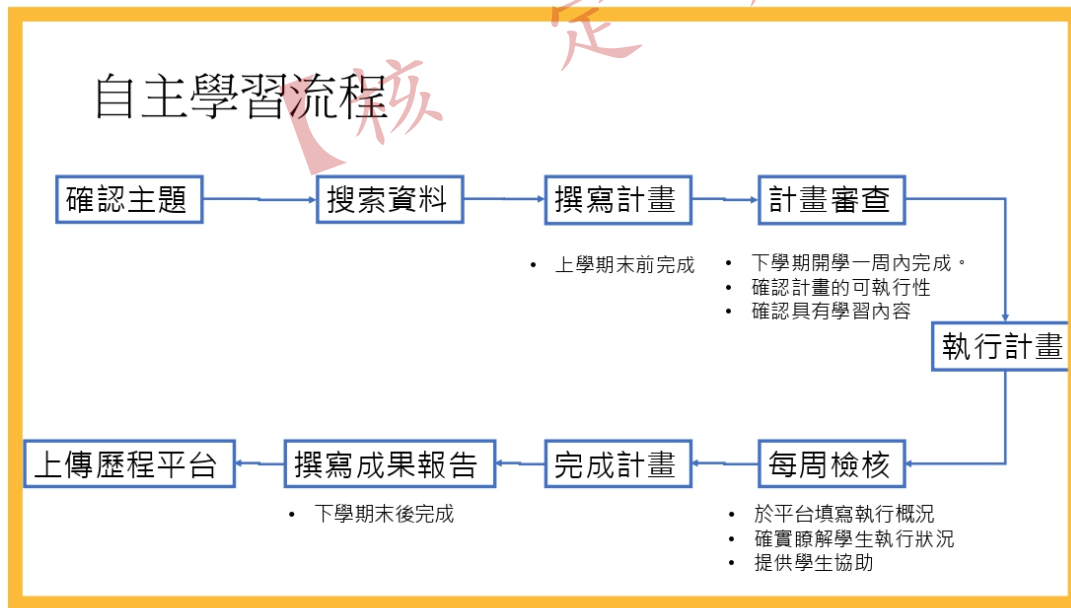 自主學習流程
【核定
確認主題
搜索資料
撰寫計畫
計畫審查
• 上學期末前完成
• 下學期開學一周內完成。
• 確認計畫的可執行性
• 確認具有學習內容
執行計畫
每周檢核
• 於平台填寫執行概況
• 確實瞭解學生執行狀況
• 提供學生協助
完成計畫
撰寫成果報告
• 下學期末後完成
上傳歷程平台